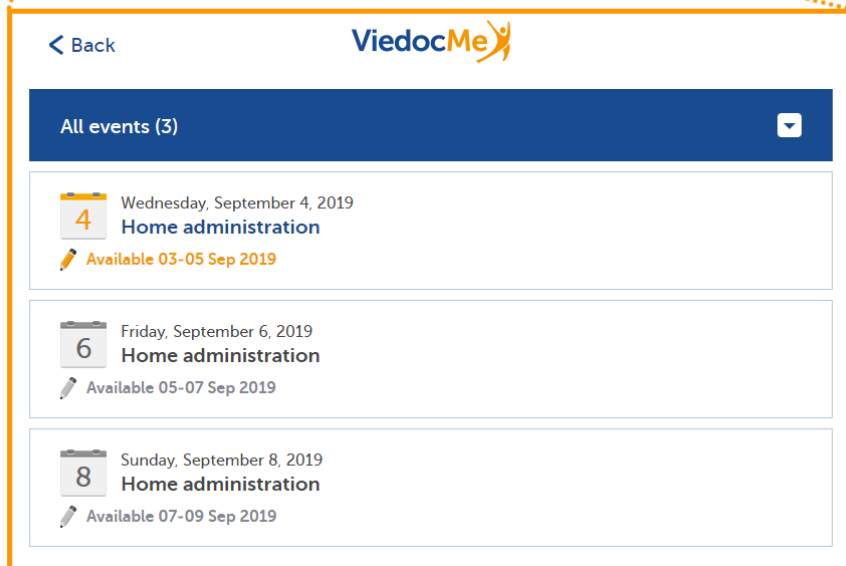 Back
ViedocMe
All events (3)
4
Wednesday, September 4, 2019
Home administration
Available 03-05 Sep 2019
6
Friday, September 6, 2019
Home administration
Available 05-07 Sep 2019
8
Sunday, September 8, 2019
Home administration
Available 07-09 Sep 2019